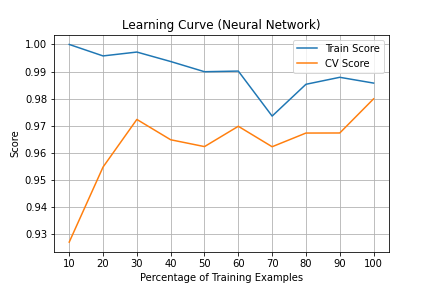 Learning Curve (Neural Network)
Train Score
CV Score
Score
1.00
0.99
0.98
0.97
0.96
0.95
0.94
0.93
10 20 30 40 50 60 70 80 90 100
Percentage of Training Examples